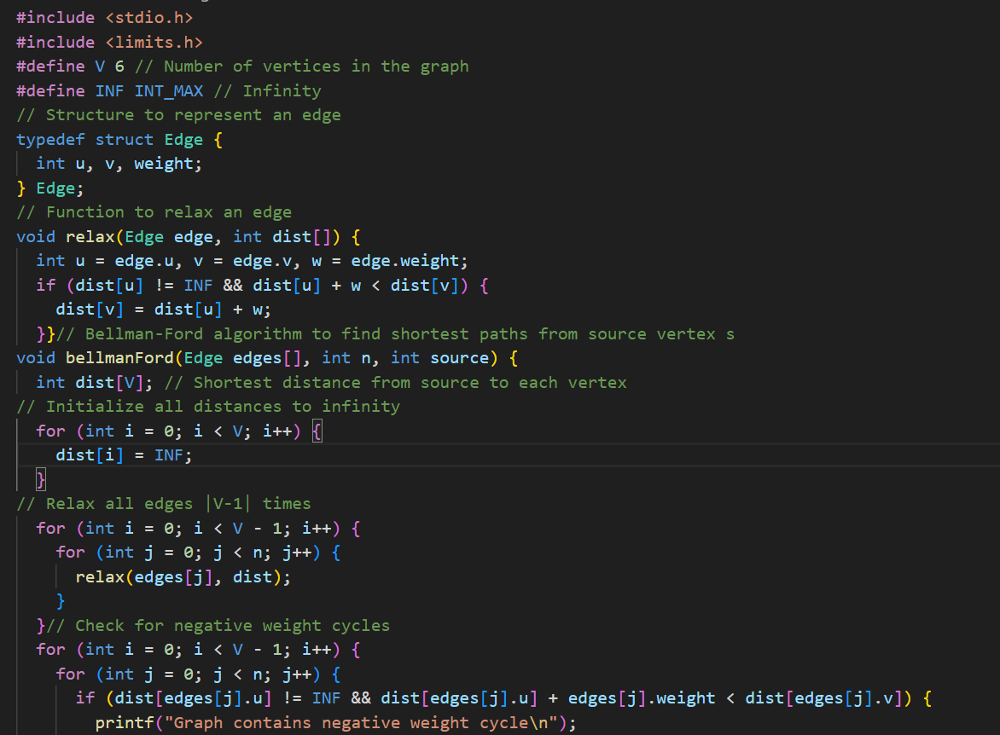 #include <stdio.h>
#include <limits.h>
#define V 6 // Number of vertices in the graph
#define INF INT_MAX // Infinity
// Structure to represent an edge
typedef struct Edge {
  int u, v, weight;
} Edge;
// Function to relax an edge
void relax(Edge edge, int dist[]) {
  int u = edge.u, v = edge.v, w = edge.weight;
  if (dist[u] != INF && dist[u] + w < dist[v]) {
    dist[v] = dist[u] + w;
  }}// Bellman-Ford algorithm to find shortest paths from source vertex s
void bellmanFord(Edge edges[], int n, int source) {
  int dist[V]; // Shortest distance from source to each vertex
// Initialize all distances to infinity
  for (int i = 0; i < V; i++) {
    dist[i] = INF;
  }
// Relax all edges |V-1| times
  for (int i = 0; i < V - 1; i++) {
    for (int j = 0; j < n; j++) {
      relax(edges[j], dist);
    }
  }// Check for negative weight cycles
  for (int i = 0; i < V - 1; i++) {
    for (int j = 0; j < n; j++) {
      if (dist[edges[j].u] != INF && dist[edges[j].u] + edges[j].weight < dist[edges[j].v]) {
        printf("Graph contains negative weight cycle\n");